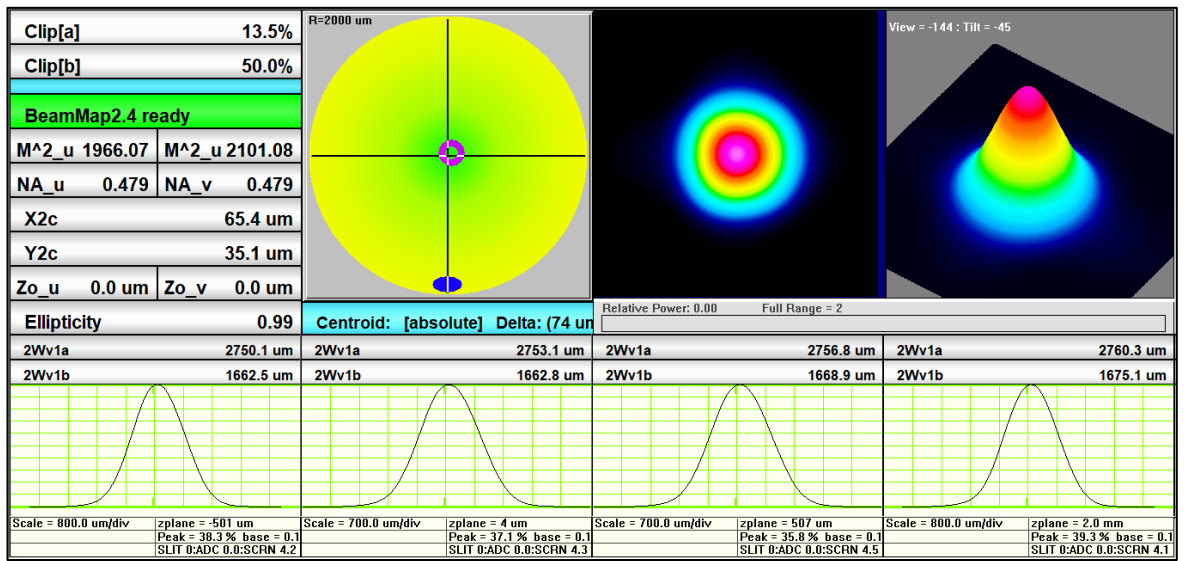 Clip[a] 13.5%
Clip[b] 50.0%
BeamMap2.4 ready
M^2_u 1966.07 M^2_u 2101.08
NA_u 0.479 NA_v 0.479
X2c 65.4 um
Y2c 35.1 um
Zo_u 0.0 um Zo_v 0.0 um
Ellipticity 0.99
R=2000 um
View = -144 : Tilt = -45
Centroid: [absolute] Delta: (74 um
Relative Power: 0.00 Full Range = 2
2Wv1a 2750.1 um 2Wv1a 2753.1 um 2Wv1a 2756.8 um 2Wv1a 2760.3 um
2Wv1b 1662.5 um 2Wv1b 1662.8 um 2Wv1b 1668.9 um 2Wv1b 1675.1 um
Scale = 800.0 um/div zplane = -501 um Scale = 700.0 um/div zplane = 4 um Scale = 700.0 um/div zplane = 507 um Scale = 800.0 um/div zplane = 2.0 mm
Peak = 38.3 % base = 0.1 Peak = 37.1 % base = 0.1 Peak = 35.8 % base = 0.1 Peak = 39.3 % base = 0.1
SLIT 0:ADC 0.0:SCRN 4.2 SLIT 0:ADC 0.0:SCRN 4.3 SLIT 0:ADC 0.0:SCRN 4.5 SLIT 0:ADC 0.0:SCRN 4.1